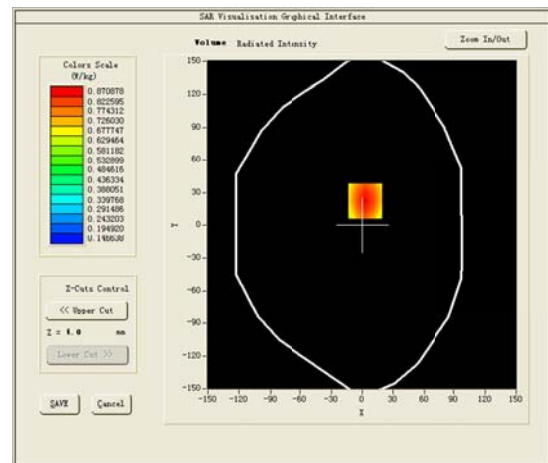 SAR Visualisation Graphical Interface
Volume Radiated Intensity
Zoom In/Out
Colors Scale
(W/kg)
0.870878
0.822595
0.774312
0.726030
0.677747
0.629464
0.581182
0.532899
0.484616
0.436334
0.388051
0.339768
0.291486
0.243203
0.194920
0.146638
150
120
90
60
30
0
-30
-60
-90
-120
-150
Y
-150 -120 -90 -60 -30 0 30 60 90 120 150
X
Z-Cuts Control
<< Upper Cut
Z = 4.0 mm
Lower Cut >>
SAVE Cancel